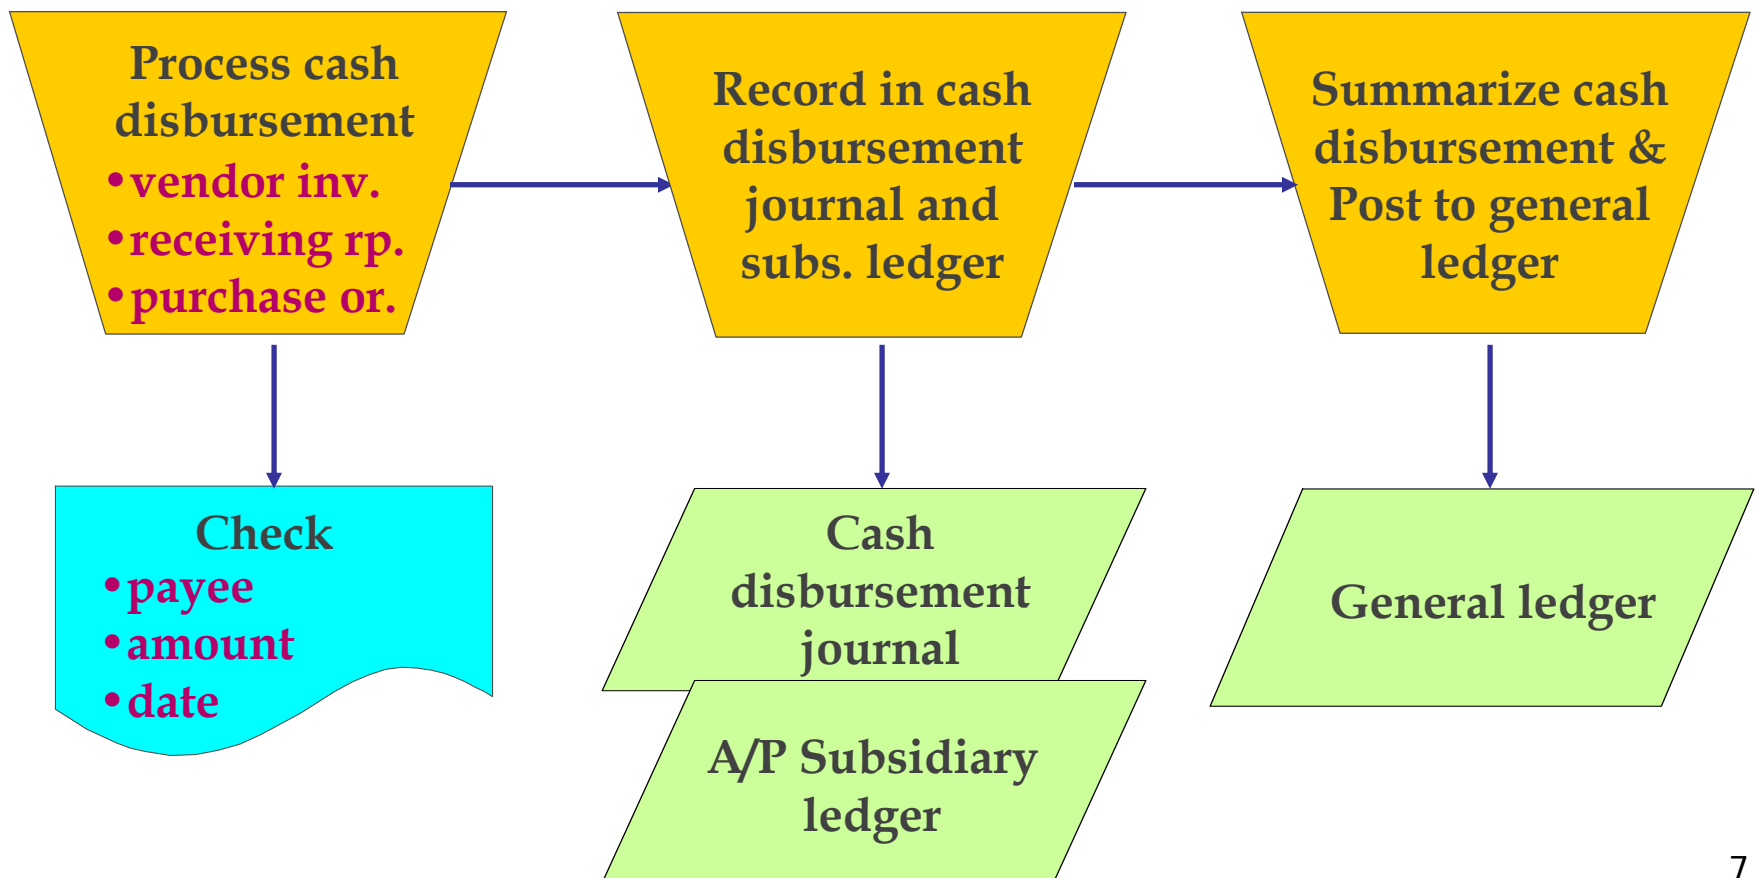 Process cash
disbursement
•vendor inv.
•receiving rp.
•purchase or.
Record in cash
disbursement
journal and
subs. ledger
Summarize cash
disbursement &
Post to general
ledger
Check
•payee
•amount
•date
Cash
disbursement
journal
A/P Subsidiary
ledger
General ledger
7